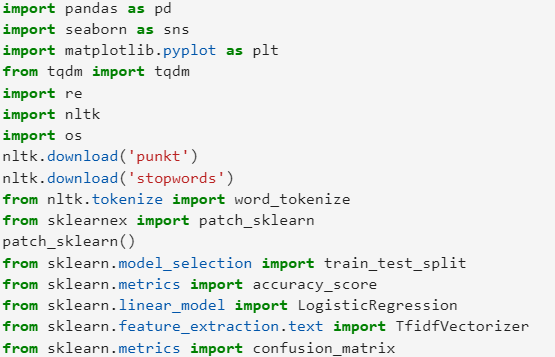 import pandas as pd
import seaborn as sns
import matplotlib.pyplot as plt
from tqdm import tqdm
import re
import nltk
import os
nltk.download('punkt')
nltk.download('stopwords')
from nltk.tokenize import word_tokenize
from sklearnex import patch_sklearn
patch_sklearn()
from sklearn.model_selection import train_test_split
from sklearn.metrics import accuracy_score
from sklearn.linear_model import LogisticRegression
from sklearn.feature_extraction.text import TfidfVectorizer
from sklearn.metrics import confusion_matrix